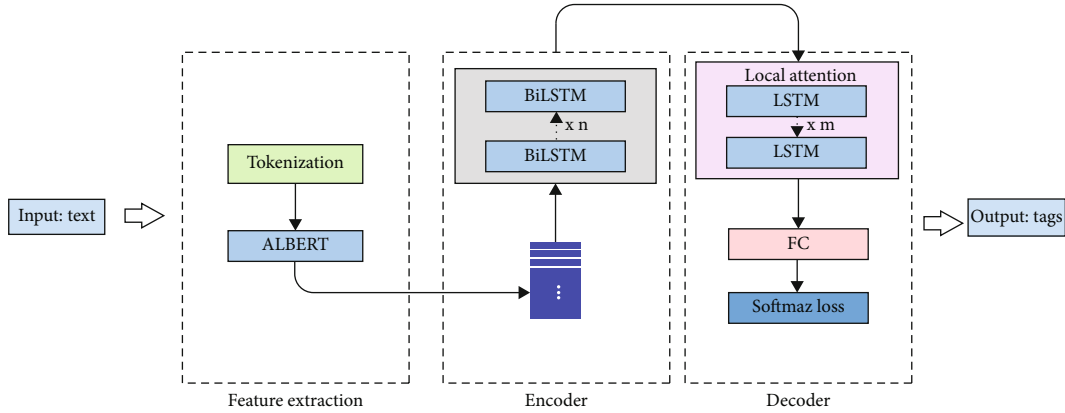 Input: text
Tokenization
ALBERT
Feature extraction
BiLSTM
x n
BiLSTM
Encoder
Local attention
LSTM
x m
LSTM
FC
Softmaz loss
Decoder
Output: tags